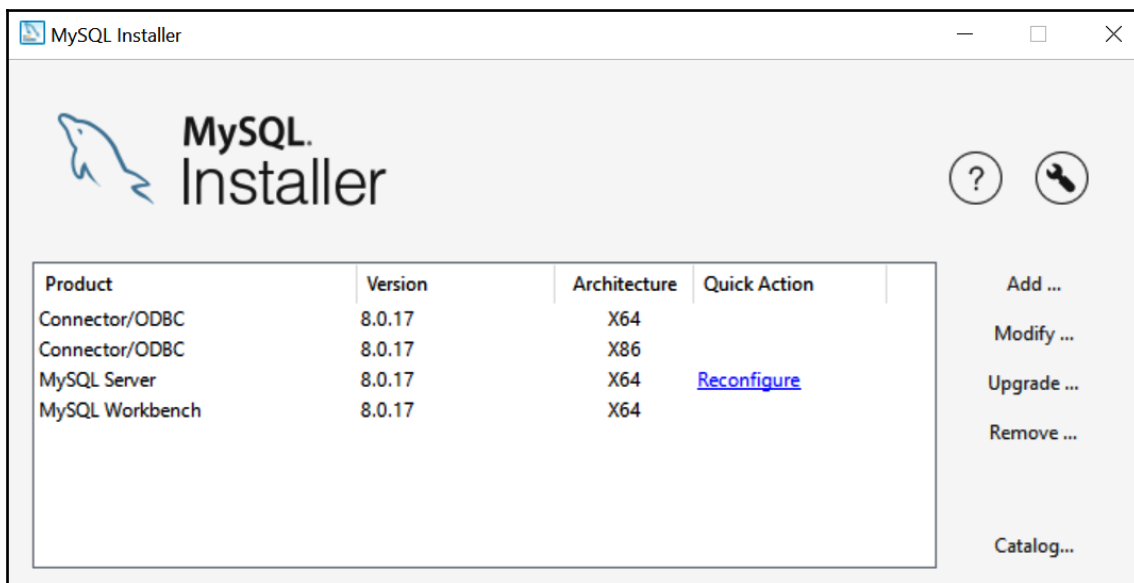 MySQL Installer
MySQL.
Installer
?
Product Version Architecture Quick Action
Connector/ODBC 8.0.17 X64
Connector/ODBC 8.0.17 X86
MySQL Server 8.0.17 X64 Reconfigure
MySQL Workbench 8.0.17 X64
Add ...
Modify ...
Upgrade ...
Remove ...
Catalog...